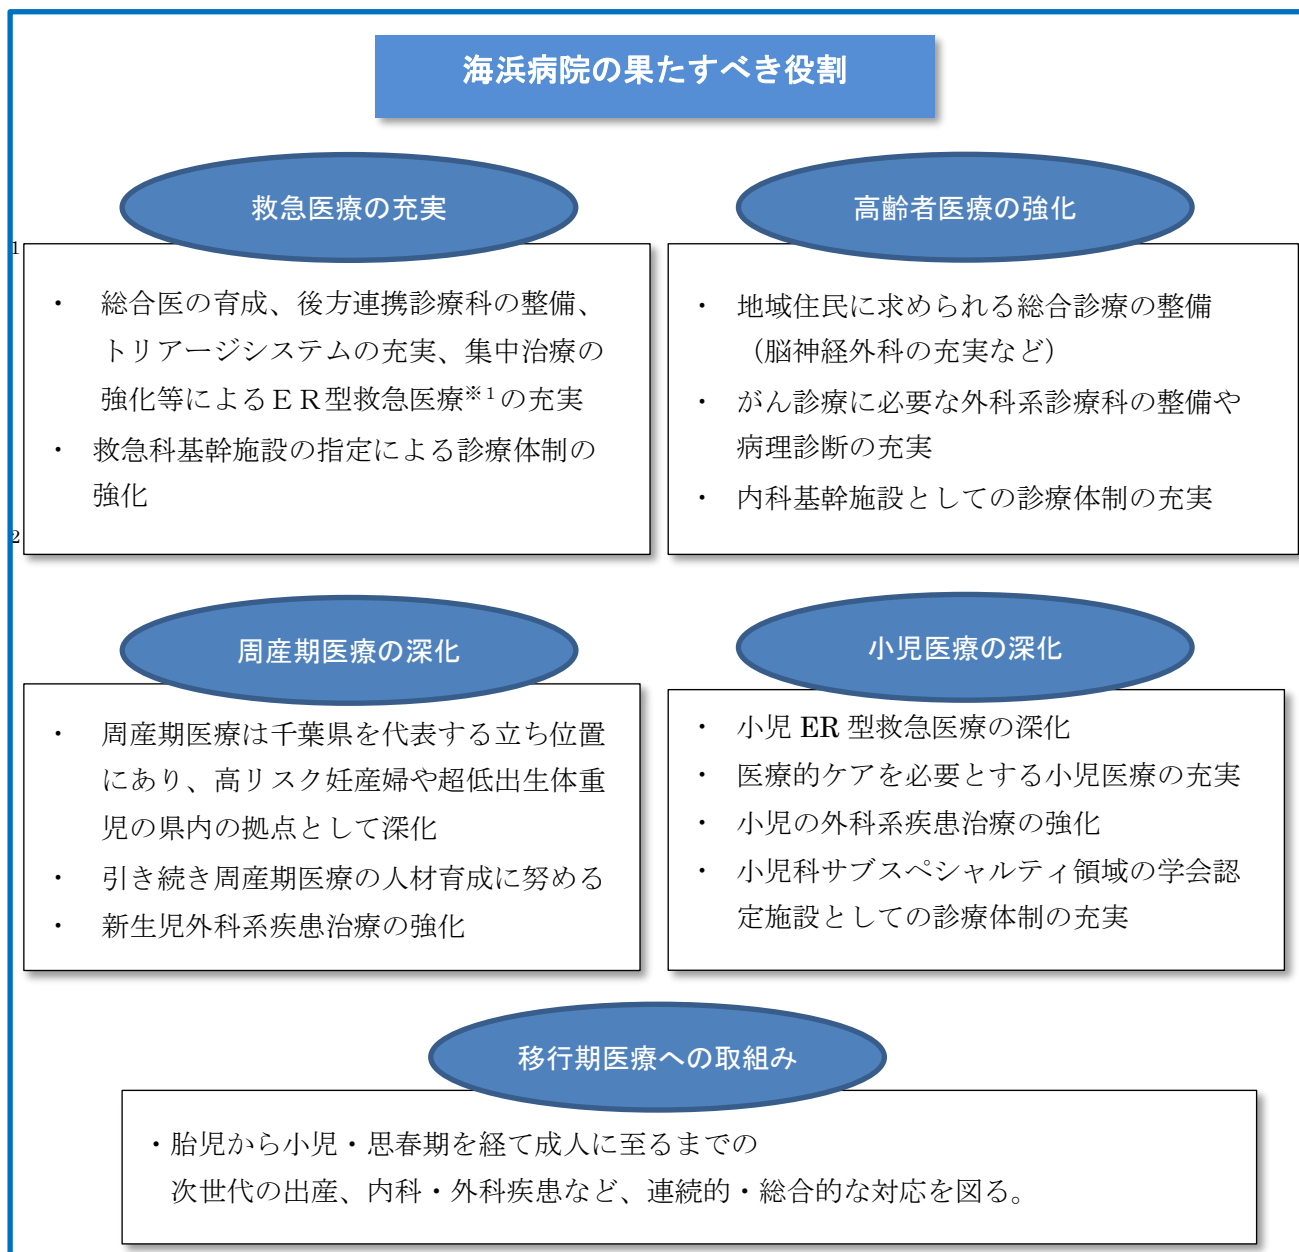 海浜病院の果たすべき役割
救急医療の充実
1
・ 総合医の育成、後方連携診療科の整備、
トリアージシステムの充実、集中治療の
強化等によるER型救急医療※1の充実
・ 救急科基幹施設の指定による診療体制の
強化
2
高齢者医療の強化
・ 地域住民に求められる総合診療の整備
（脳神経外科の充実など）
・ がん診療に必要な外科系診療科の整備や
病理診断の充実
・ 内科基幹施設としての診療体制の充実
周産期医療の深化
・ 周産期医療は千葉県を代表する立ち位置
にあり、高リスク妊産婦や超低出生体重
児の県内の拠点として深化
・ 引き続き周産期医療の人材育成に努める
・ 新生児外科系疾患治療の強化
小児医療の深化
・ 小児 ER 型救急医療の深化
・ 医療的ケアを必要とする小児医療の充実
・ 小児の外科系疾患治療の強化
・ 小児科サブスペシャルティ領域の学会認
定施設としての診療体制の充実
移行期医療への取組み
・胎児から小児・思春期を経て成人に至るまでの
次世代の出産、内科・外科疾患など、連続的・総合的な対応を図る。